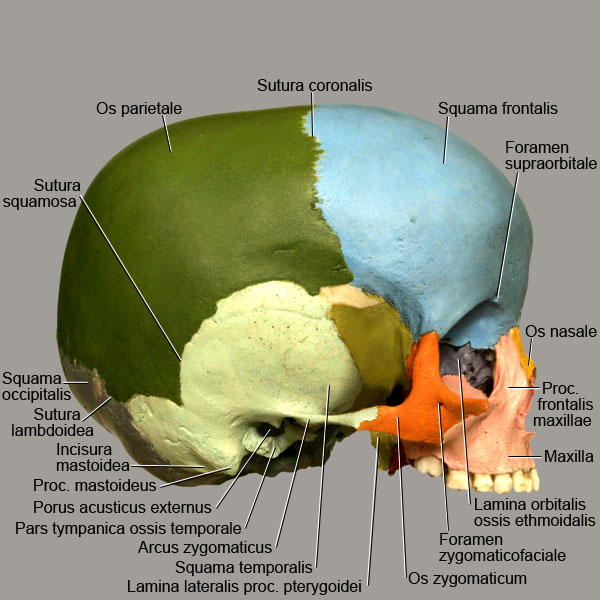 Sutura coronalis
Os parietale
Squama frontalis
Foramen
supraorbitale
Sutura
squamosa
Os nasale
Squama
occipitalis
Proc.
frontalis
maxillae
Sutura
lambdoidea
Incisura
mastoidea
Maxilla
Proc. mastoideus
Porus acusticus externus
Lamina orbitalis
ossis ethmoidalis
Pars tympanica ossis temporale
Arcus zygomaticus
Foramen
zygomaticofaciale
Squama temporalis
Os zygomaticum
Lamina lateralis proc. pterygoidei